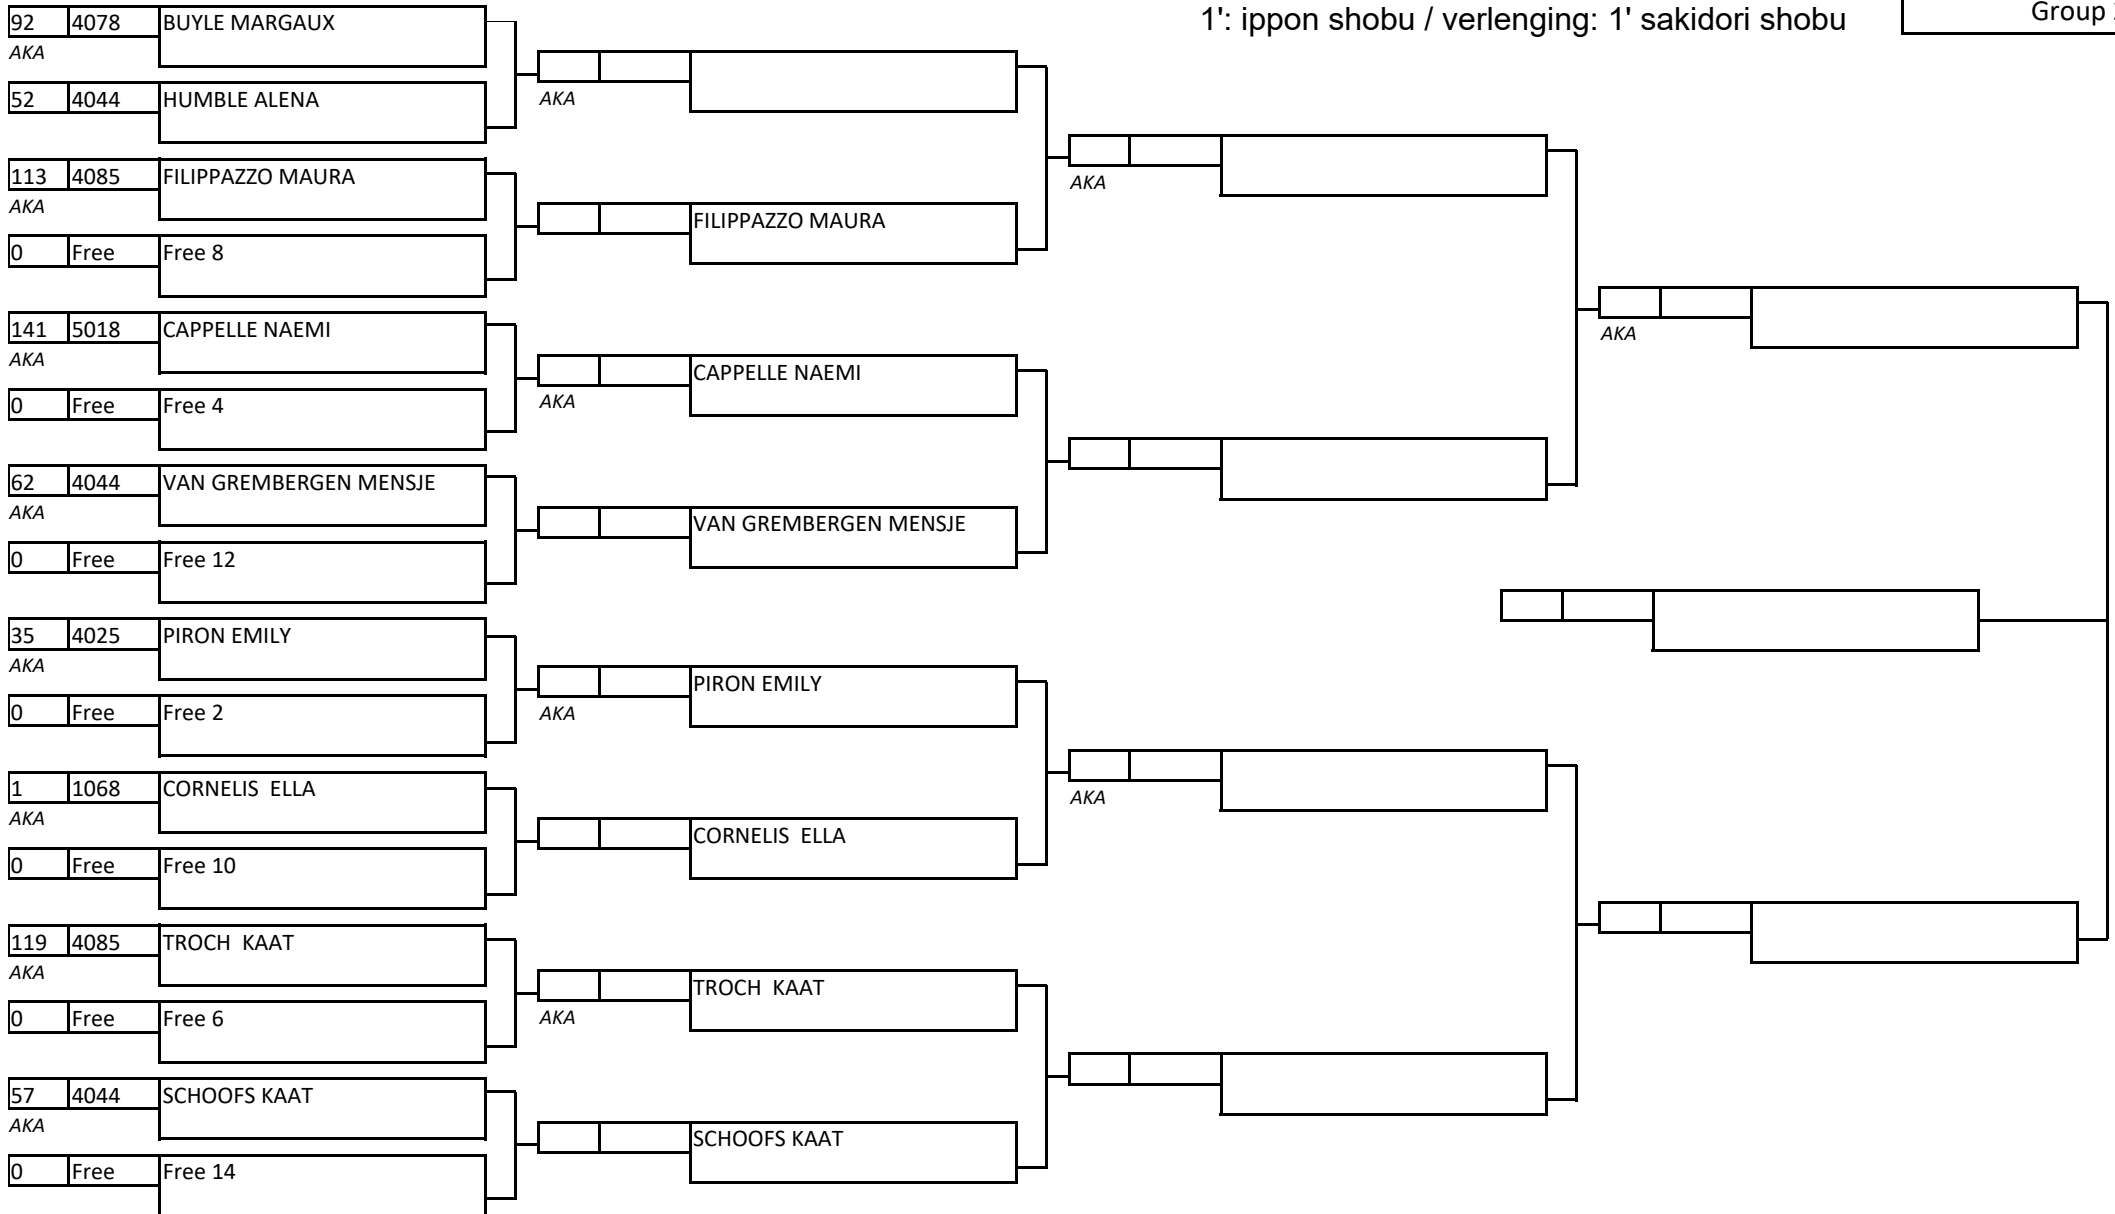 1': ippon shobu / verlenging: 1' sakidori shobu
Group
92 4078 BUYLE MARGAUX
AKA
52 4044 HUMBLE ALENA
AKA
113 4085 FILIPPAZZO MAURA
AKA
FILIPPAZZO MAURA
0 Free Free 8
AKA
141 5018 CAPPELLE NAEMI
AKA
CAPPELLE NAEMI
0 Free Free 4
AKA
62 4044 VAN GREMBERGEN MENSJE
AKA
VAN GREMBERGEN MENSJE
0 Free Free 12
AKA
35 4025 PIRON EMILY
AKA
PIRON EMILY
0 Free Free 2
AKA
1 1068 CORNELIS  ELLA
AKA
CORNELIS  ELLA
0 Free Free 10
AKA
119 4085 TROCH  KAAT
AKA
TROCH  KAAT
0 Free Free 6
AKA
57 4044 SCHOOFS KAAT
AKA
SCHOOFS KAAT
0 Free Free 14